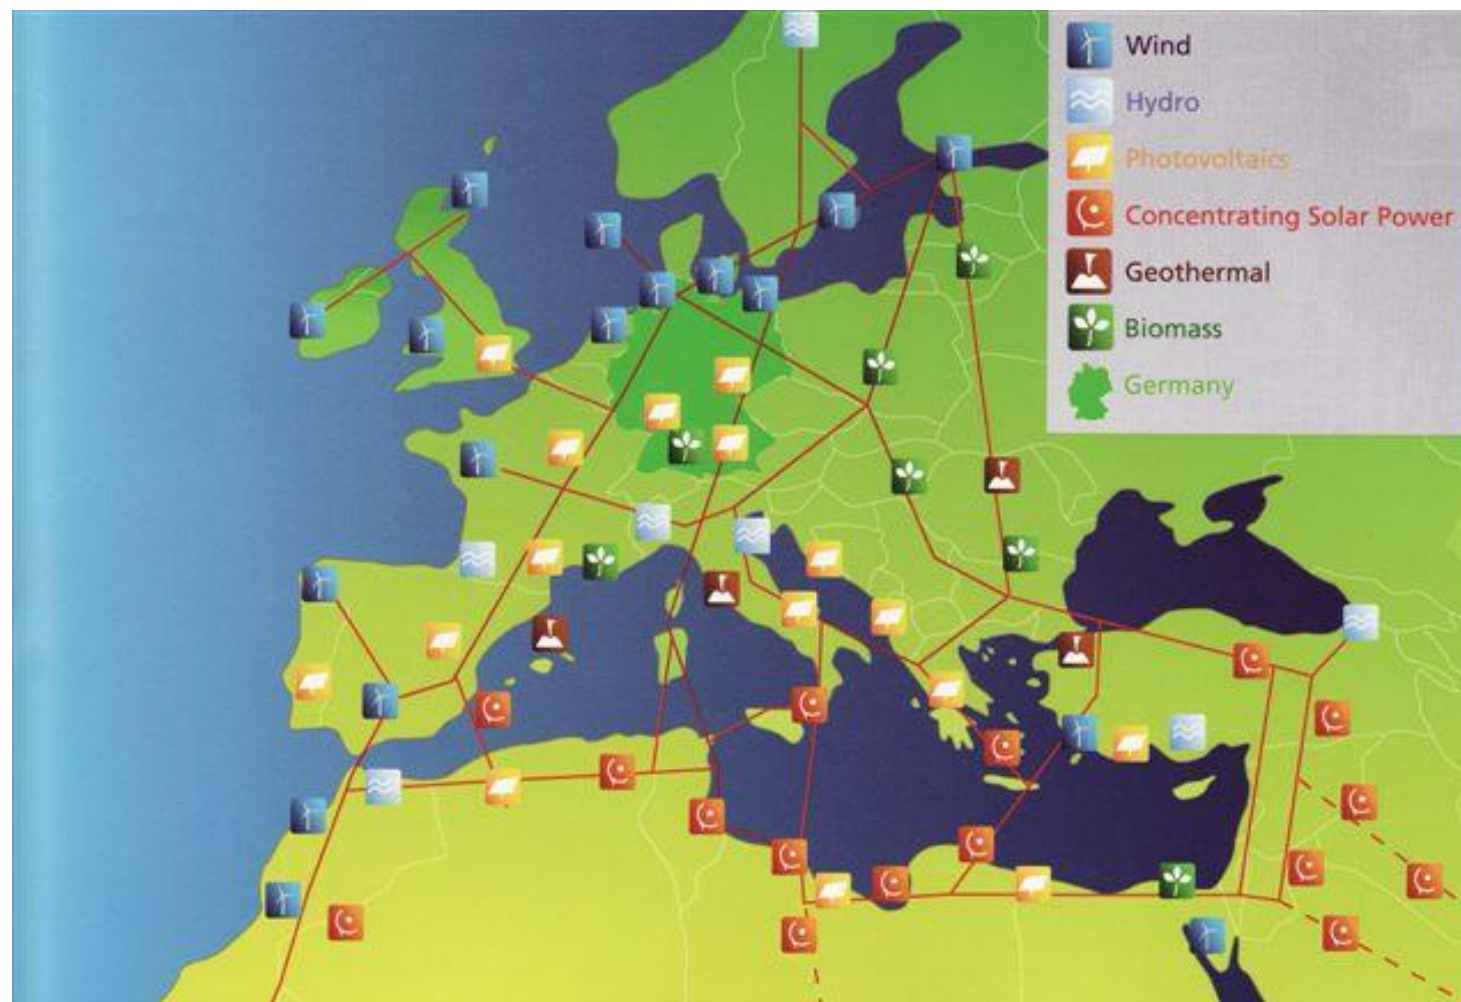 Wind
Hydro
Photovoltaics
Concentrating Solar Power
Geothermal
Biomass
Germany